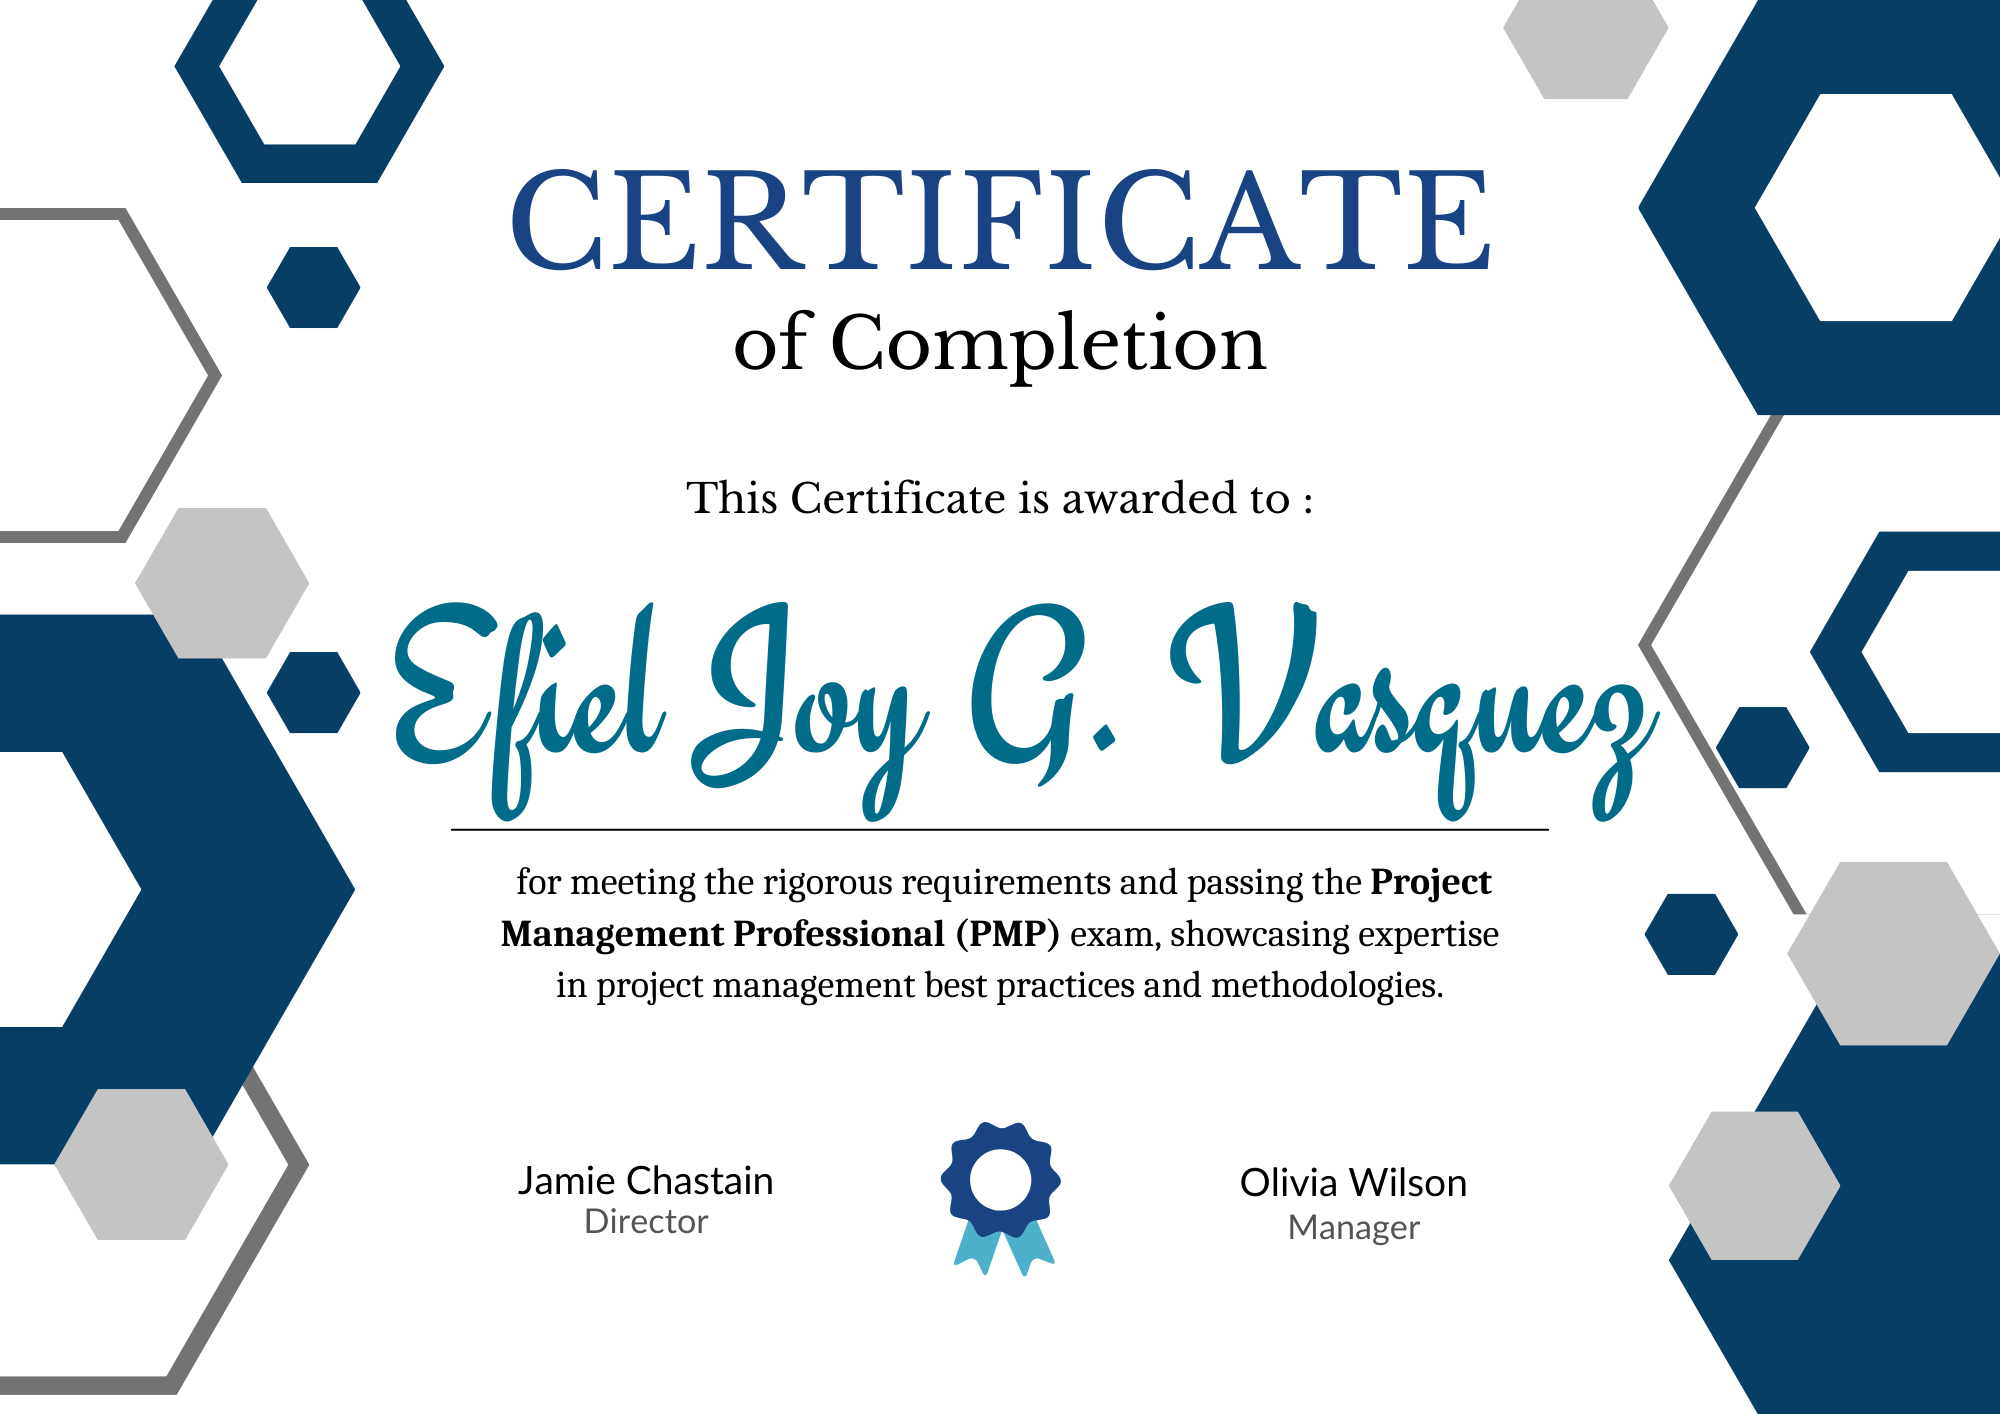 CERTIFICATE
of Completion
This Certificate is awarded to :
Efiel Joy G. Vasquez
for meeting the rigorous requirements and passing the Project
Management Professional (PMP) exam, showcasing expertise
in project management best practices and methodologies.
Jamie Chastain
Director
Olivia Wilson
Manager